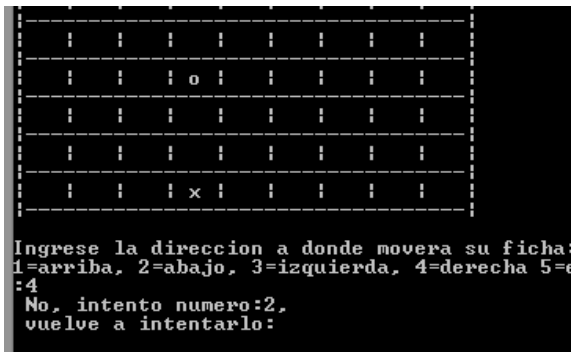 o
x
Ingrese la direccion a donde movera su ficha:
1=arriba, 2=abajo, 3=izquierda, 4=derecha 5=e
:4
No, intento numero:2,
vuelve a intentarlo: